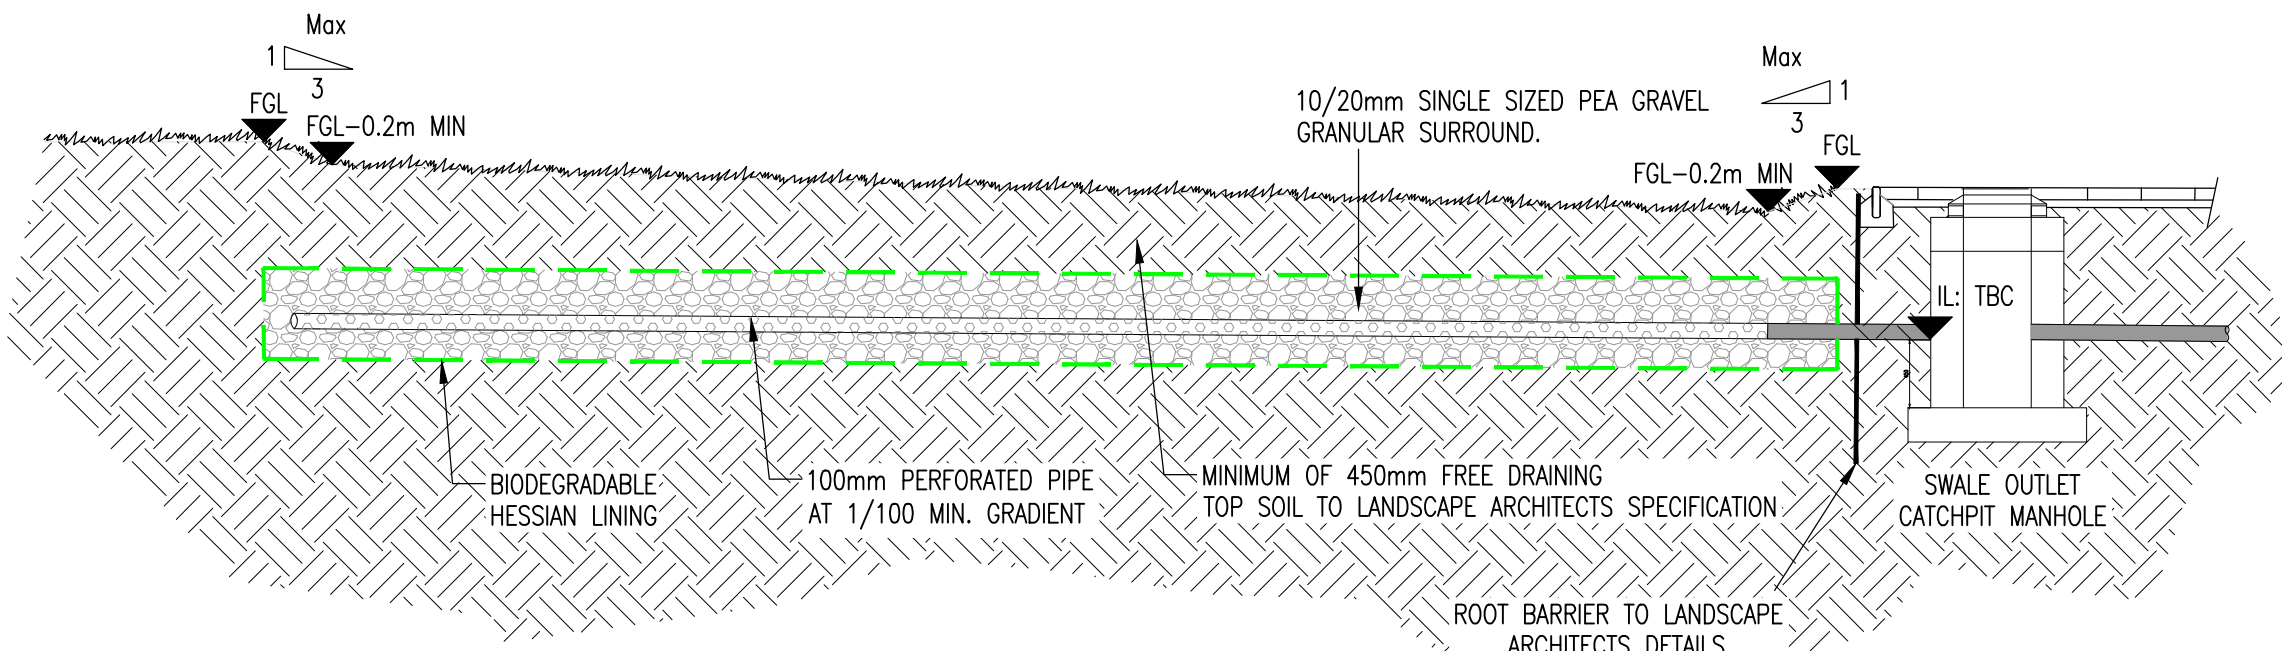 Max
1
3
FGL
FGL-0.2m MIN
10/20mm SINGLE SIZED PEA GRAVEL
GRANULAR SURROUND.
Max
1
3
FGL
FGL-0.2m MIN
IL: TBC
BIODEGRADABLE
HESSIAN LINING
100mm PERFORATED PIPE
AT 1/100 MIN. GRADIENT
MINIMUM OF 450mm FREE DRAINING
TOP SOIL TO LANDSCAPE ARCHITECTS SPECIFICATION
SWALE OUTLET
CATCHPIT MANHOLE
ROOT BARRIER TO LANDSCAPE
ARCHITECTS DETAILS